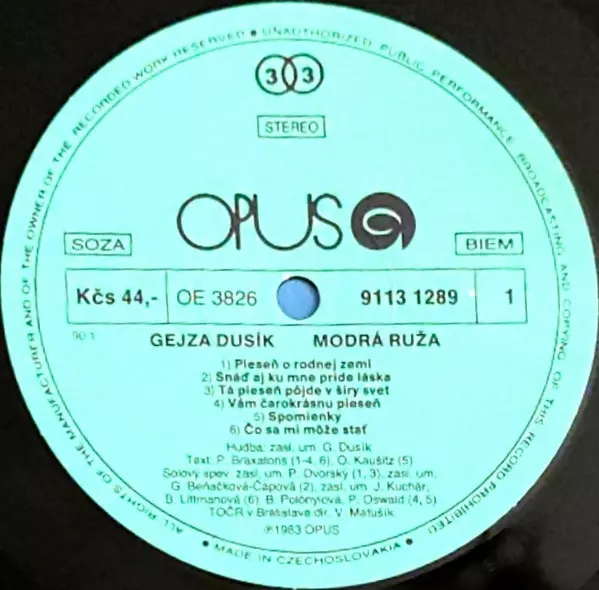 ALL RIGHTS OF THE MANUFACTURER AND OF THE OWNER OF THE RECORDED WORK RESERVED • UNAUTHORIZED PUBLIC PERFORMANCE BROADCASTING AND COPYING OF THIS RECORD PROHIBITED
33
STEREO
OPUS
SOZA
BIEM
Kčs 44,- OE 3826 9113 1289 1
90-1
GEJZA DUSÍK MODRÁ RUŽA
1) Pieseň o rodnej zemi
2) Snáď aj ku mne príde láska
3) Tá pieseň pôjde v šíry svet
4) Vám čarokrásnu pieseň
5) Spomienky
6) Čo sa mi môže stať
Hudba: zasl. um. G. Dusík
Text: P. Braxatoris (1-4, 6), O. Kaušitz (5)
Sólový spev: zasl. um. P. Dvorský (1, 3), zasl. um.
G. Beňačková-Čápová (2), zasl. um. J. Kuchár,
B. Littmanová (6), B. Polónyiová, P. Oswald (4, 5)
TOČR v Bratislave dir. V. Matušík
℗ 1983 OPUS
• MADE IN CZECHOSLOVAKIA •